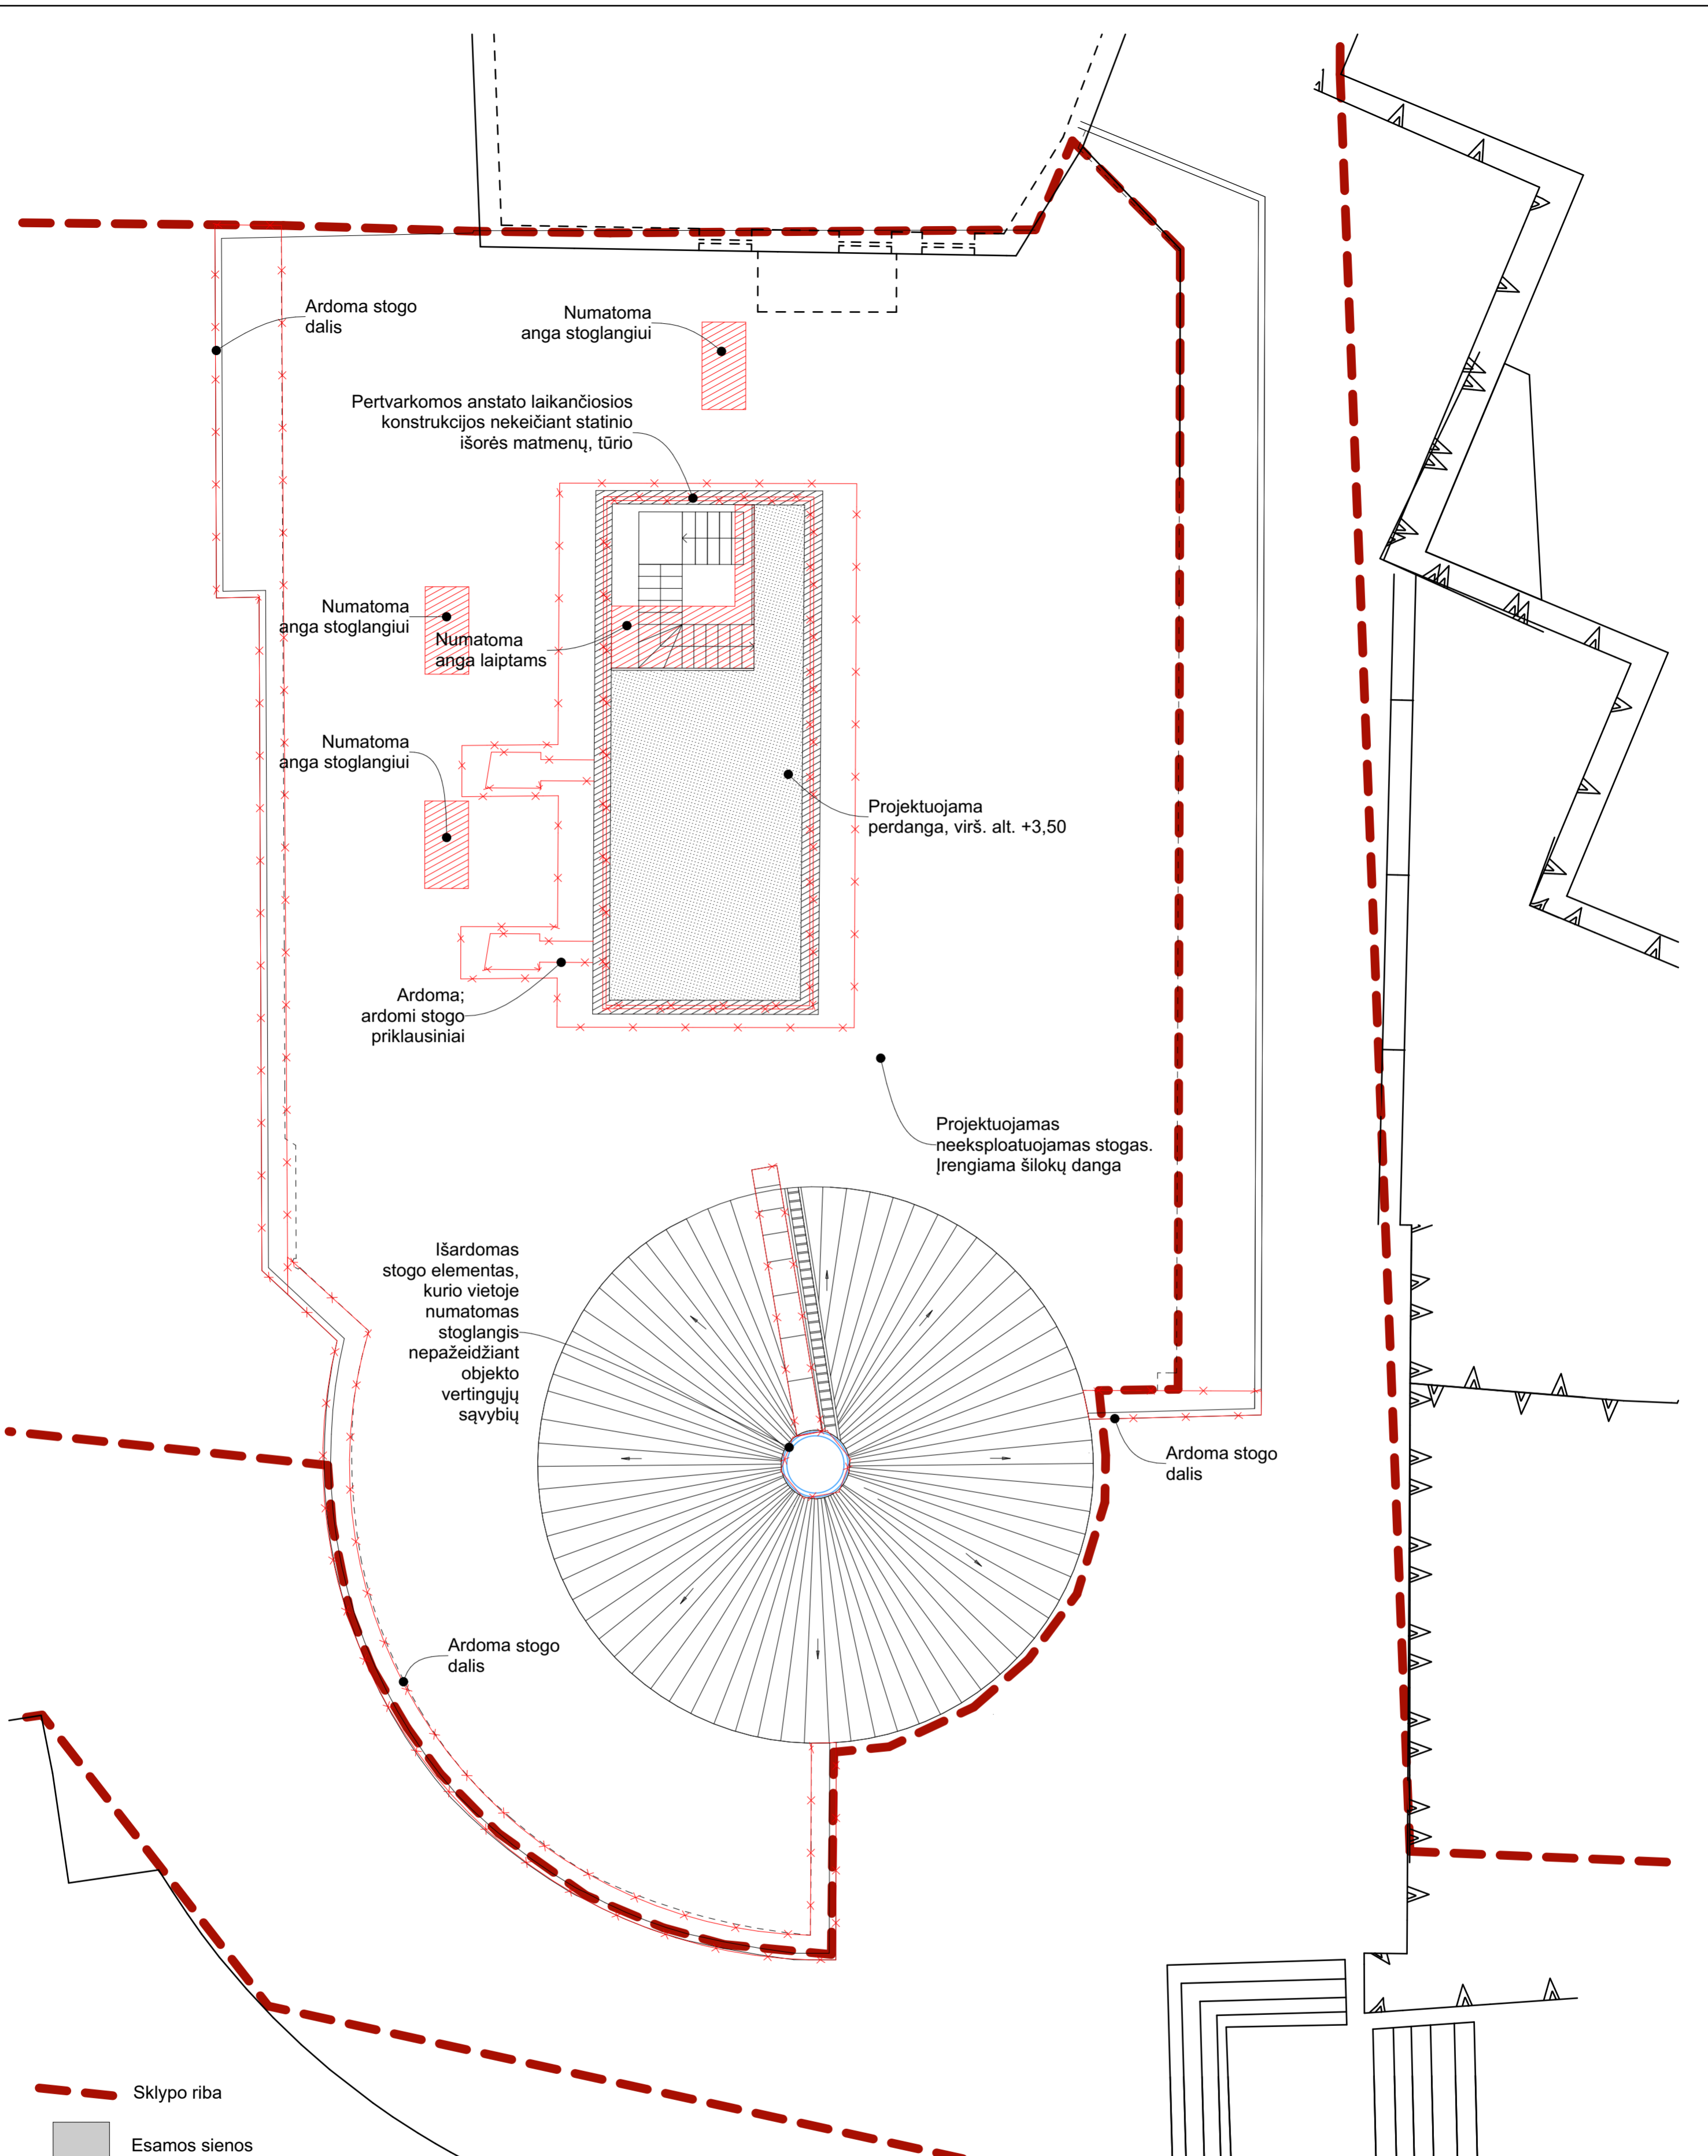 Ardoma stogo
dalis
Numatoma
anga stoglangiui
Pertvarkomos anstato laikančiosios
konstrukcijos nekeičiant statinio
išorės matmenų, tūrio
Numatoma
anga stoglangiui
Numatoma
anga laiptams
Numatoma
anga stoglangiui
Projektuojama
perdanga, virš. alt. +3,50
Ardoma;
ardomi stogo
priklausiniai
Projektuojamas
neeksploatuojamas stogas.
Įrengiama šilokų danga
Išardomas
stogo elementas,
kurio vietoje
numatomas
stoglangis
nepažeidžiant
objekto
vertingųjų
sąvybių
Ardoma stogo
dalis
Ardoma stogo
dalis
Sklypo riba
Esamos sienos